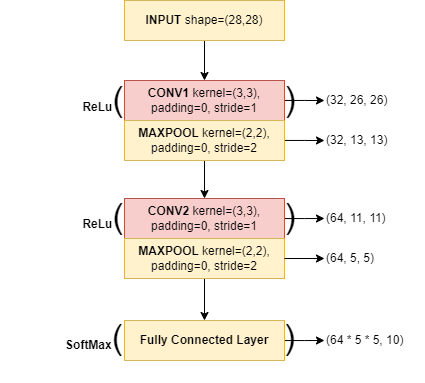 INPUT shape=(28,28)
ReLu ( CONV1 kernel=(3,3), ) (32, 26, 26)
padding=0, stride=1
MAXPOOL kernel=(2,2), (32, 13, 13)
padding=0, stride=2
ReLu ( CONV2 kernel=(3,3), ) (64, 11, 11)
padding=0, stride=1
MAXPOOL kernel=(2,2), (64, 5, 5)
padding=0, stride=2
SoftMax ( Fully Connected Layer ) (64 * 5 * 5, 10)